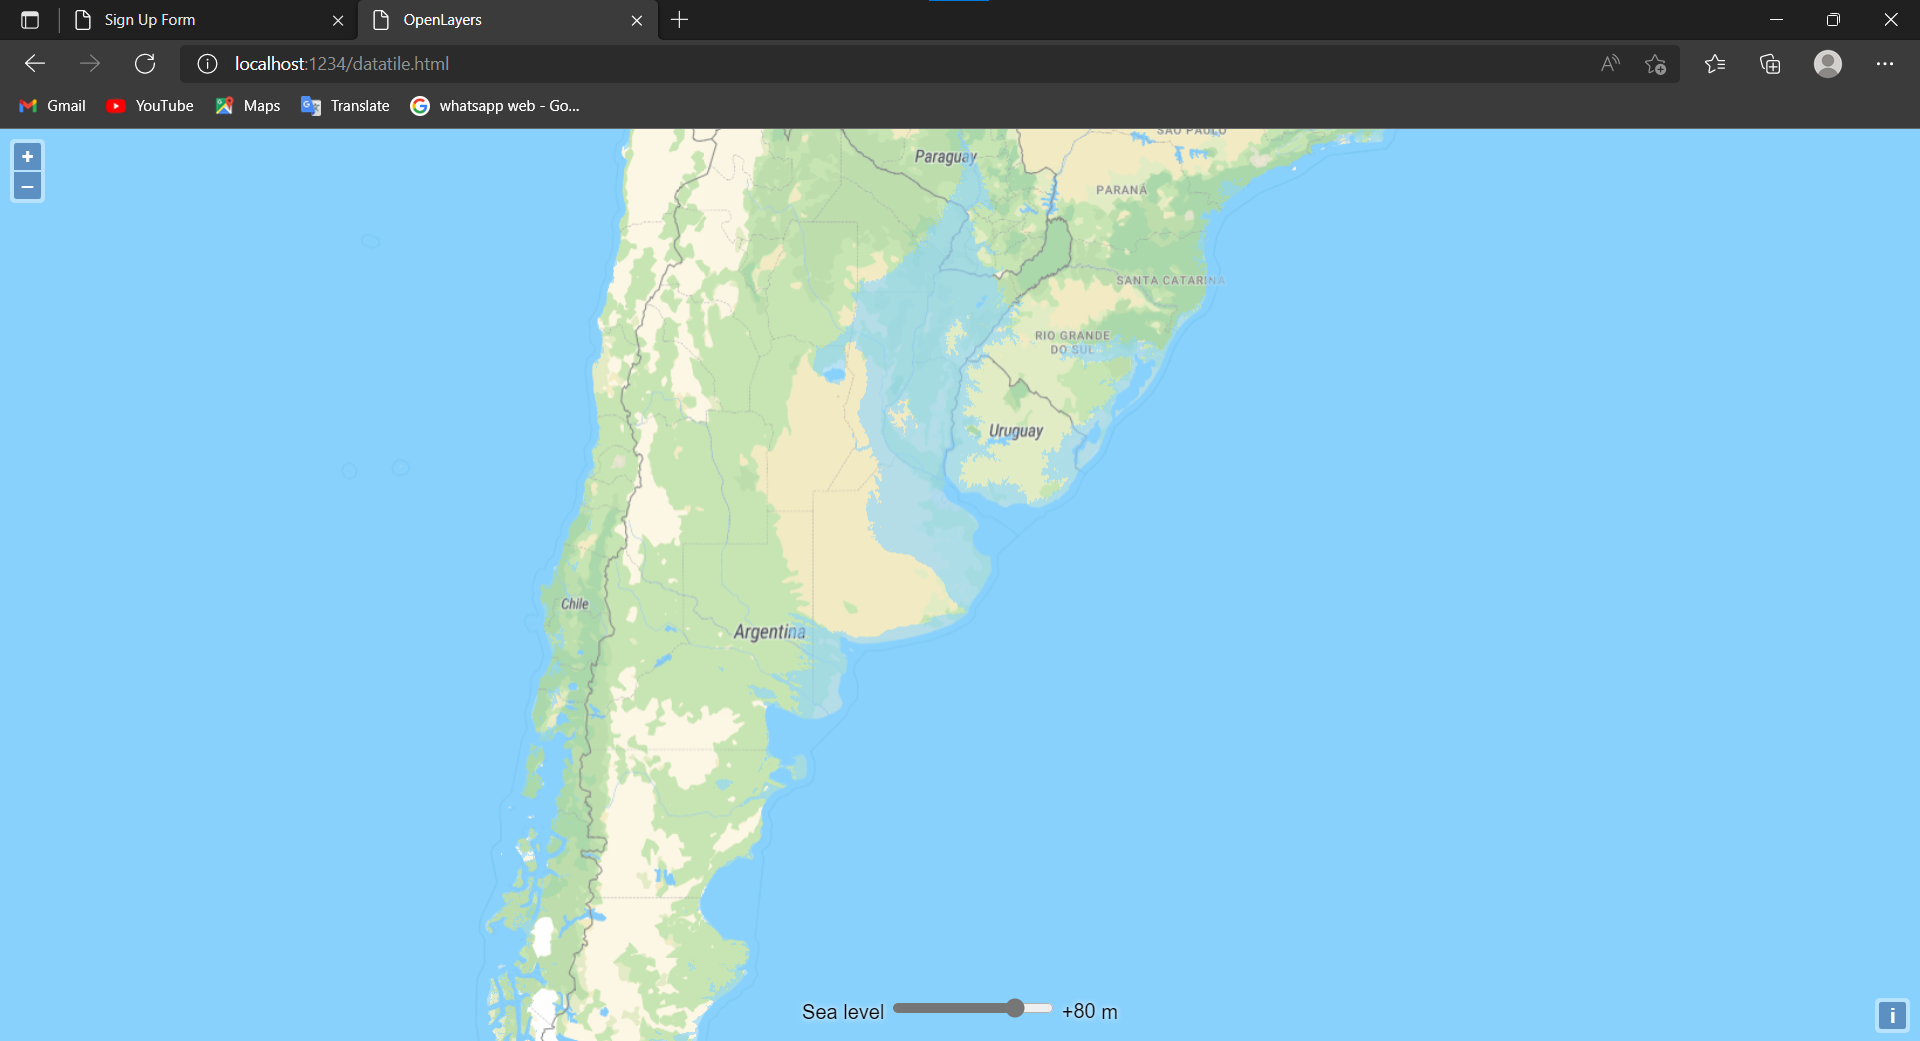 Sign Up Form
OpenLayers
localhost:1234/datatile.html
Gmail
YouTube
Maps
Translate
whatsapp web - Go...
+
−
SAO PAULO
Paraguay
PARANÁ
SANTA CATARINA
RIO GRANDE
DO SUL
Uruguay
Chile
Argentina
Sea level
+80 m
i